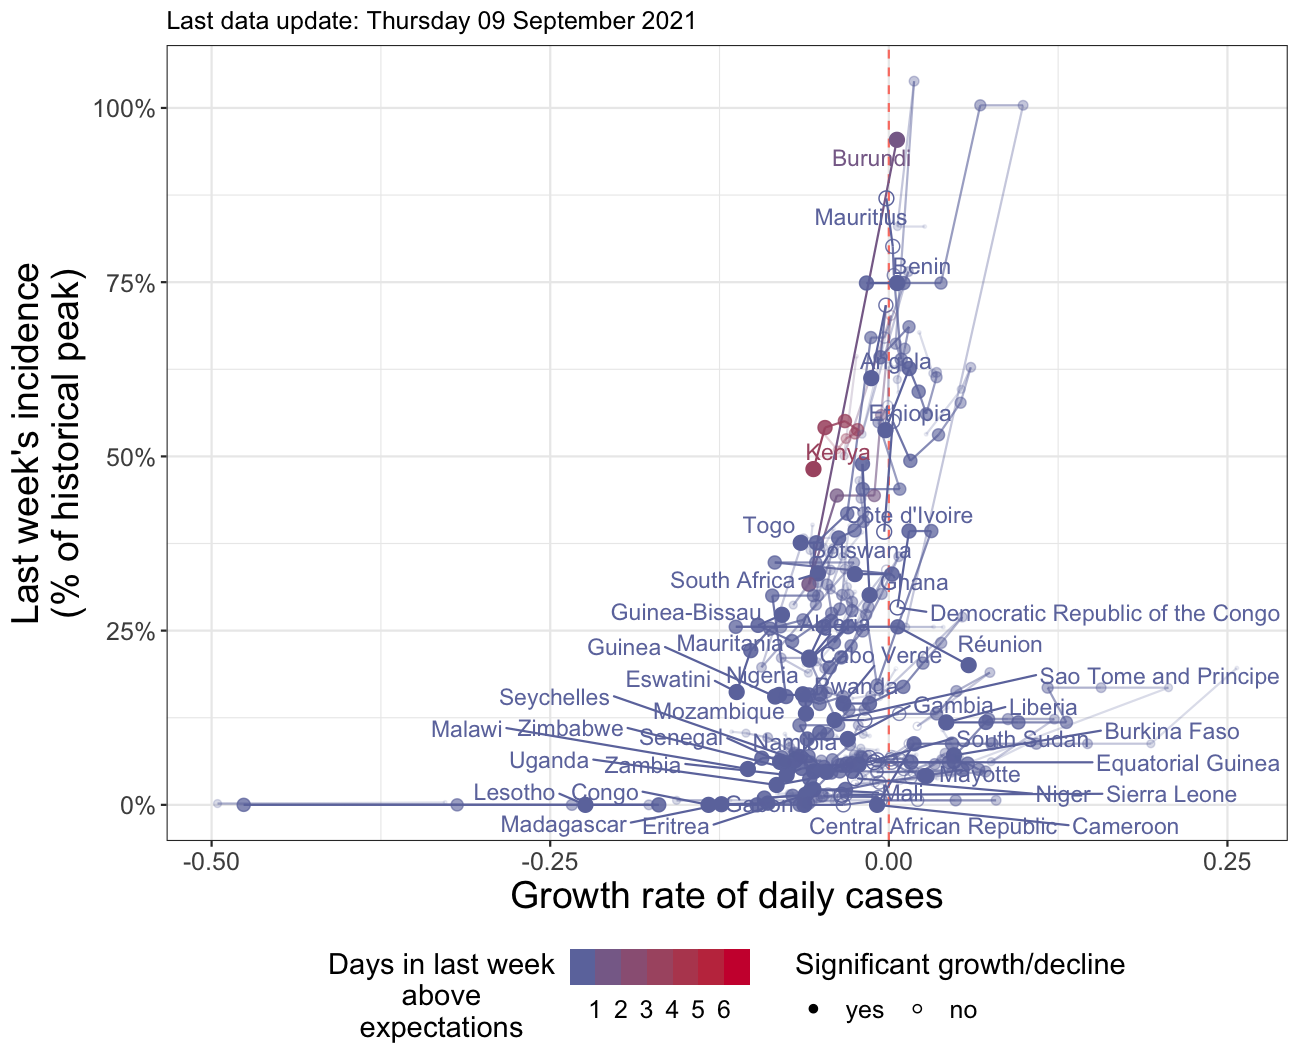 Last data update: Thursday 09 September 2021
Last week's incidence
(% of historical peak)
100%
75%
50%
25%
0%
Burundi
Mauritius
Benin
Angola
Ethiopia
Kenya
Togo
Côte d'Ivoire
Botswana
South Africa
Ghana
Guinea-Bissau
Democratic Republic of the Congo
Algeria
Guinea
Mauritania
Cabo Verde
Réunion
Eswatini
Nigeria
Rwanda
Sao Tome and Principe
Seychelles
Mozambique
Gambia
Liberia
Malawi
Zimbabwe
Senegal
Namibia
South Sudan
Burkina Faso
Uganda
Zambia
Mayotte
Equatorial Guinea
Lesotho
Congo
Gabon
Mali
Niger
Sierra Leone
Madagascar
Eritrea
Central African Republic
Cameroon
-0.50
-0.25
0.00
0.25
Growth rate of daily cases
Days in last week
above
expectations
1 2 3 4 5 6
Significant growth/decline
yes
no